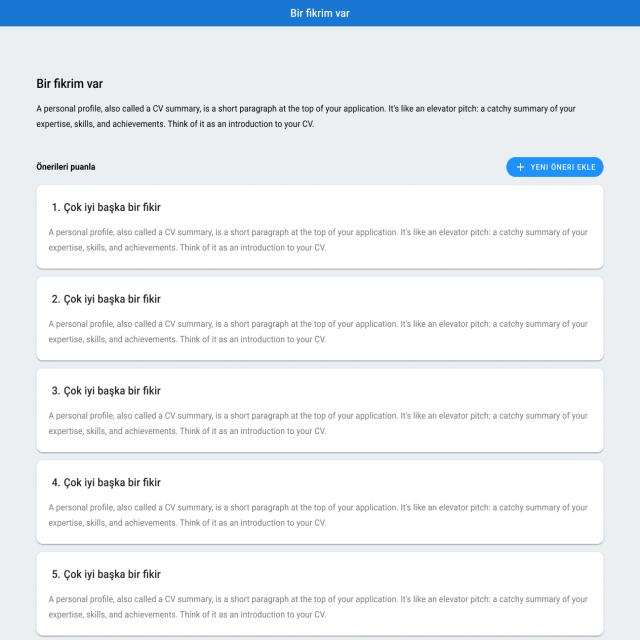 Bir fikrim var
Bir fikrim var
A personal profile, also called a CV summary, is a short paragraph at the top of your application. It's like an elevator pitch: a catchy summary of your
expertise, skills, and achievements. Think of it as an introduction to your CV.
Önerileri puanla
+ YENİ ÖNERİ EKLE
1. Çok iyi başka bir fikir
A personal profile, also called a CV summary, is a short paragraph at the top of your application. It's like an elevator pitch: a catchy summary of your
expertise, skills, and achievements. Think of it as an introduction to your CV.
2. Çok iyi başka bir fikir
A personal profile, also called a CV summary, is a short paragraph at the top of your application. It's like an elevator pitch: a catchy summary of your
expertise, skills, and achievements. Think of it as an introduction to your CV.
3. Çok iyi başka bir fikir
A personal profile, also called a CV summary, is a short paragraph at the top of your application. It's like an elevator pitch: a catchy summary of your
expertise, skills, and achievements. Think of it as an introduction to your CV.
4. Çok iyi başka bir fikir
A personal profile, also called a CV summary, is a short paragraph at the top of your application. It's like an elevator pitch: a catchy summary of your
expertise, skills, and achievements. Think of it as an introduction to your CV.
5. Çok iyi başka bir fikir
A personal profile, also called a CV summary, is a short paragraph at the top of your application. It's like an elevator pitch: a catchy summary of your
expertise, skills, and achievements. Think of it as an introduction to your CV.